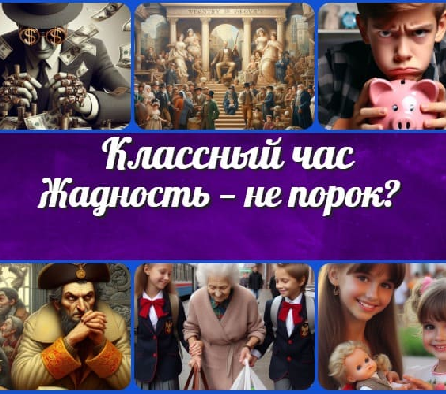 Классный час
Жадность – не порок?